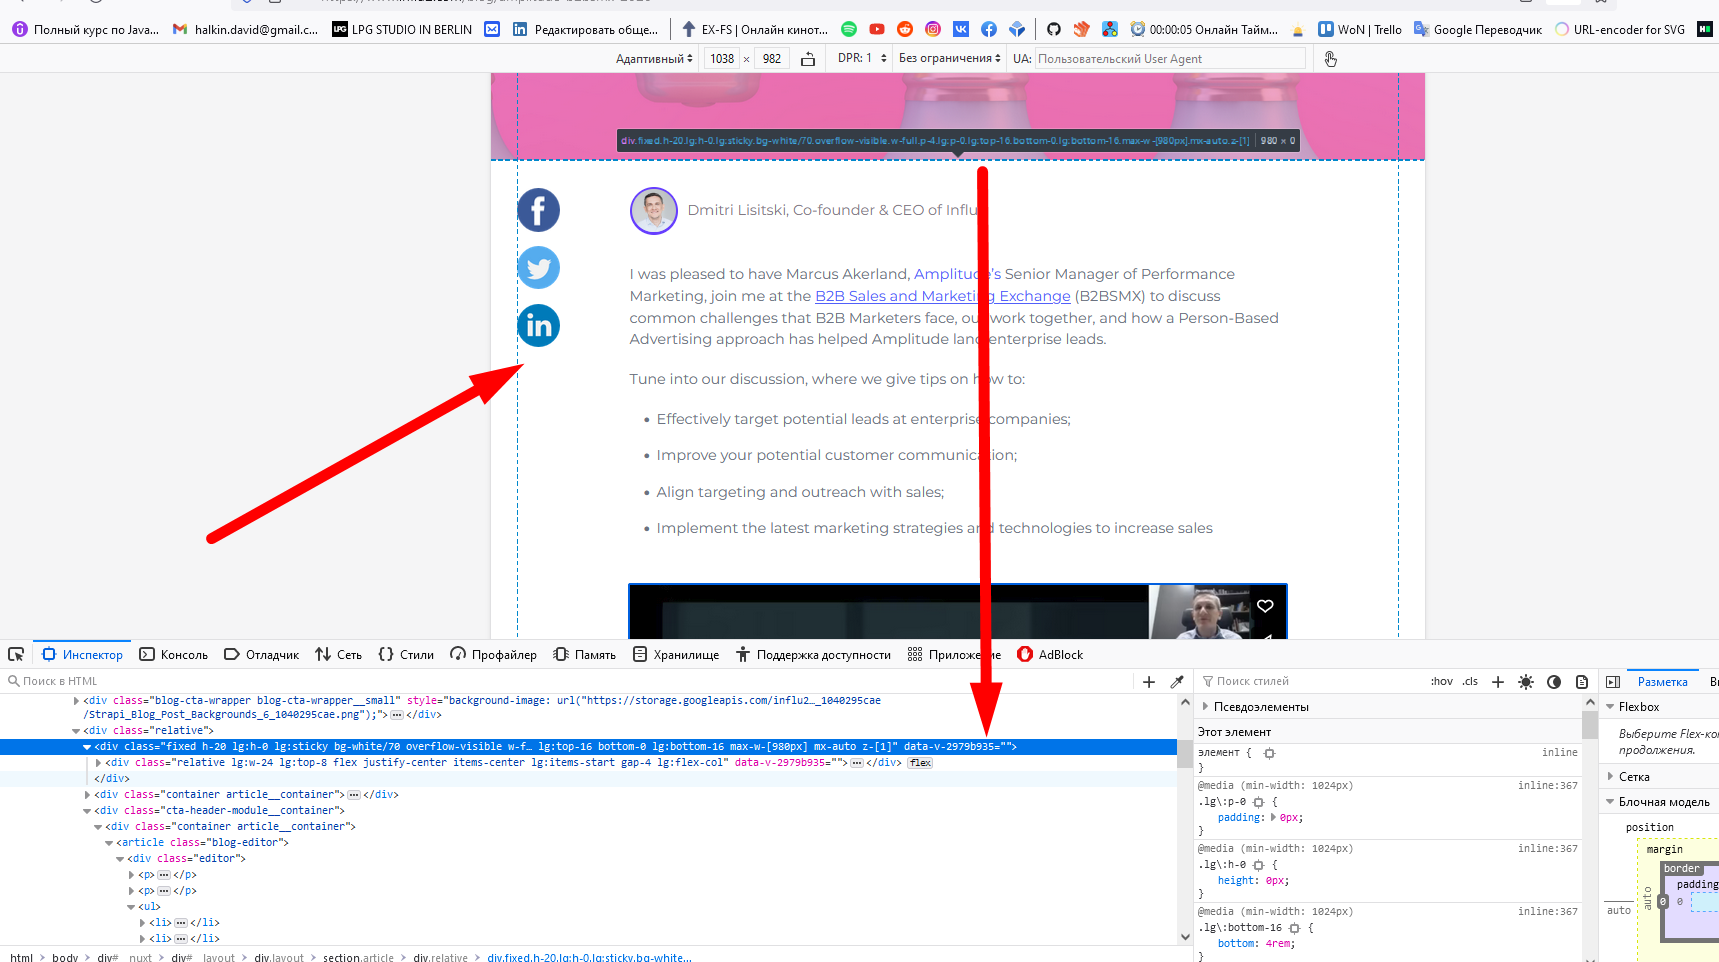 Полный курс по Java...
halkin.david@gmail.c...
LPG LPG STUDIO IN BERLIN
Редактировать обще...
EX-FS | Онлайн кинот...
00:00:05 Онлайн Тайм...
WoN | Trello
Google Переводчик
URL-encoder for SVG
Адаптивный
1038 × 982
DPR: 1
Без ограничения
UA: Пользовательский User Agent
div.fixed.h-20.lg:h-0.lg:sticky.bg-white/70.overflow-visible.w-full.p-4.lg:p-0.lg:top-16.bottom-0.lg:bottom-16.max-w-[980px].mx-auto.z-[1] 980 × 0
Dmitri Lisitski, Co-founder & CEO of Influ
I was pleased to have Marcus Akerland, Amplitude's Senior Manager of Performance
Marketing, join me at the B2B Sales and Marketing Exchange (B2BSMX) to discuss
common challenges that B2B Marketers face, our work together, and how a Person-Based
Advertising approach has helped Amplitude land enterprise leads.
Tune into our discussion, where we give tips on how to:
• Effectively target potential leads at enterprise companies;
• Improve your potential customer communication;
• Align targeting and outreach with sales;
• Implement the latest marketing strategies and technologies to increase sales
Инспектор
Консоль
Отладчик
Сеть
Стили
Профайлер
Память
Хранилище
Поддержка доступности
Приложение
AdBlock
Поиск в HTML
<div class="blog-cta-wrapper blog-cta-wrapper__small" style="background-image: url("https://storage.googleapis.com/influ2…_1040295cae
/Strapi_Blog_Post_Backgrounds_6_1040295cae.png");">…</div>
<div class="relative">
<div class="fixed h-20 lg:h-0 lg:sticky bg-white/70 overflow-visible w-f… lg:top-16 bottom-0 lg:bottom-16 max-w-[980px] mx-auto z-[1]" data-v-2979b935="">
<div class="relative lg:w-24 lg:top-8 flex justify-center items-center lg:items-start gap-4 lg:flex-col" data-v-2979b935="">…</div> flex
</div>
<div class="container article__container">…</div>
<div class="cta-header-module__container">
<div class="container article__container">
<article class="blog-editor">
<div class="editor">
<p>…</p>
<p>…</p>
<ul>
<li>…</li>
<li>…</li>
html > body > div#__nuxt > div#__layout > div.layout > section.article > div.relative > div.fixed.h-20.lg:h-0.lg:sticky.bg-white...
Поиск стилей
:hov .cls
Псевдоэлементы
Этот элемент
элемент { inline
}
@media (min-width: 1024px) inline:367
.lg\:p-0 {
padding: 0px;
}
@media (min-width: 1024px) inline:367
.lg\:h-0 {
height: 0px;
}
@media (min-width: 1024px) inline:367
.lg\:bottom-16 {
bottom: 4rem;
}
Разметка
Flexbox
Выберите Flex-ко
продолжения.
Сетка
Блочная модель
position
margin
border
padding
auto
auto
0
0